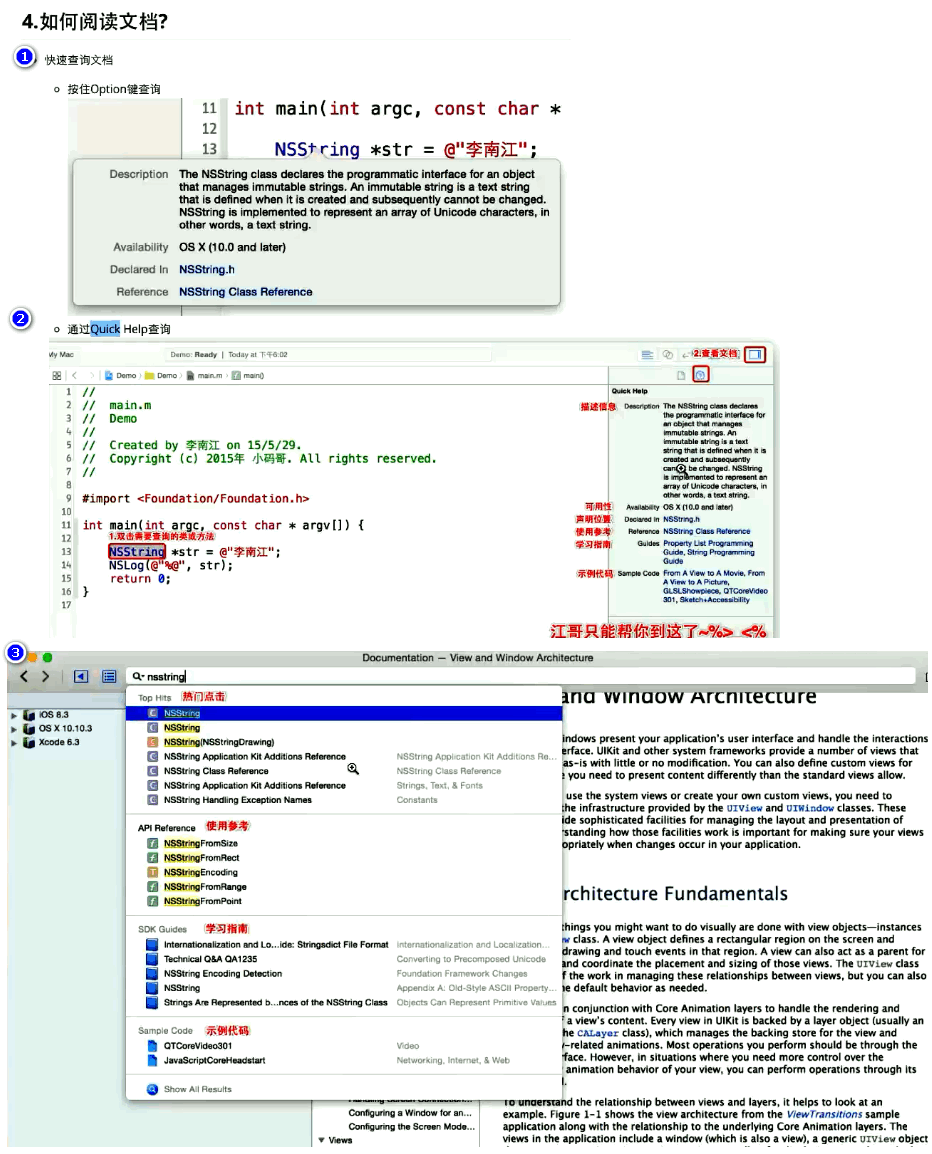 4.如何阅读文档?
1
快速查询文档
按住Option键查询
11 int main(int argc, const char *
12
13 NSString *str = @"李南江";
Description The NSString class declares the programmatic interface for an object
that manages immutable strings. An immutable string is a text string
that is defined when it is created and subsequently cannot be changed.
NSString is implemented to represent an array of Unicode characters, in
other words, a text string.
Availability OS X (10.0 and later)
Declared In NSString.h
Reference NSString Class Reference
2
通过Quick Help查询
My Mac Demo: Ready | Today at 下午6:02 2.查看文档
Demo Demo main.m main()
Quick Help
1 //
2 // main.m
3 // Demo
4 //
5 // Created by 李南江 on 15/5/29.
6 // Copyright (c) 2015年 小码哥. All rights reserved.
7 //
8
9 #import <Foundation/Foundation.h>
10
11 int main(int argc, const char * argv[]) {
12 1.双击需要查询的类或方法
13 NSString *str = @"李南江";
14 NSLog(@"%@", str);
15 return 0;
16 }
17
描述信息 Description The NSString class declares
the programmatic interface for
an object that manages
immutable strings. An
immutable string is a text
string that is defined when it is
created and subsequently
cannot be changed. NSString
is implemented to represent an
array of Unicode characters, in
other words, a text string.
可用性 Availability OS X (10.0 and later)
声明位置 Declared In NSString.h
使用参考 Reference NSString Class Reference
学习指南 Guides Property List Programming
Guide, String Programming
Guide
示例代码 Sample Code From A View to A Movie, From
A View to A Picture,
GLSLShowpiece, QTCoreVideo
301, Sketch+Accessibility
江哥只能帮你到这了~%>_<%
3
Documentation — View and Window Architecture
nsstring
iOS 8.3
OS X 10.10.3
Xcode 6.3
Top Hits 热门点击
NSString
NSString
NSString(NSStringDrawing)
NSString Application Kit Additions Reference NSString Application Kit Additions Re...
NSString Class Reference NSString Class Reference
NSString Application Kit Additions Reference Strings, Text, & Fonts
NSString Handling Exception Names Constants
API Reference 使用参考
NSStringFromSize
NSStringFromRect
NSStringEncoding
NSStringFromRange
NSStringFromPoint
SDK Guides 学习指南
Internationalization and Lo...ide: Stringsdict File Format Internationalization and Localization...
Technical Q&A QA1235 Converting to Precomposed Unicode
NSString Encoding Detection Foundation Framework Changes
NSString Appendix A: Old-Style ASCII Property...
Strings Are Represented b...nces of the NSString Class Objects Can Represent Primitive Values
Sample Code 示例代码
QTCoreVideo301 Video
JavaScriptCoreHeadstart Networking, Internet, & Web
Show All Results
Configuring a Window for an...
Configuring the Screen Mode...
Views
and Window Architecture
indows present your application's user interface and handle the interactions
erface. UIKit and other system frameworks provide a number of views that
as-is with little or no modification. You can also define custom views for
you need to present content differently than the standard views allow.
use the system views or create your own custom views, you need to
the infrastructure provided by the UIView and UIWindow classes. These
ide sophisticated facilities for managing the layout and presentation of
rstanding how those facilities work is important for making sure your views
opriately when changes occur in your application.
rchitecture Fundamentals
things you might want to do visually are done with view objects—instances
w class. A view object defines a rectangular region on the screen and
drawing and touch events in that region. A view can also act as a parent for
and coordinate the placement and sizing of those views. The UIView class
f the work in managing these relationships between views, but you can also
he default behavior as needed.
n conjunction with Core Animation layers to handle the rendering and
f a view's content. Every view in UIKit is backed by a layer object (usually an
he CALayer class), which manages the backing store for the view and
-related animations. Most operations you perform should be through the
rface. However, in situations where you need more control over the
animation behavior of your view, you can perform operations through its
To understand the relationship between views and layers, it helps to look at an
example. Figure 1-1 shows the view architecture from the ViewTransitions sample
application along with the relationship to the underlying Core Animation layers. The
views in the application include a window (which is also a view), a generic UIView object